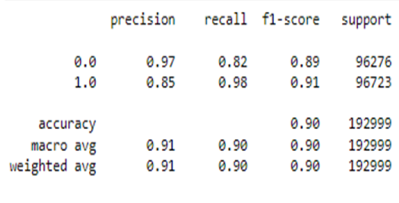 precision recall f1-score support
0.0 0.97 0.82 0.89 96276
1.0 0.85 0.98 0.91 96723
accuracy 0.90 192999
macro avg 0.91 0.90 0.90 192999
weighted avg 0.91 0.90 0.90 192999